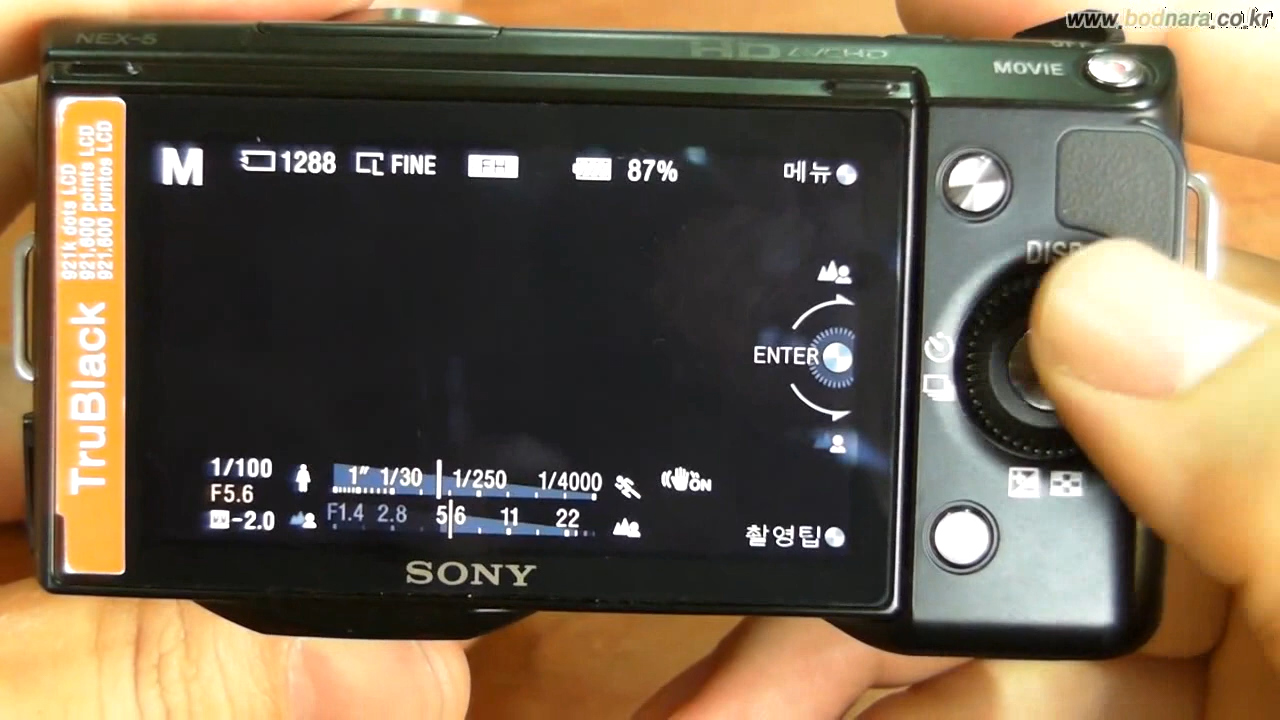 www.bodnara.co.kr
NEX-5
HD AVCHD
MOVIE
M 1288 L FINE FH 87% 메뉴
DISP
ENTER
1/100 1" 1/30 1/250 1/4000 ON
F5.6
-2.0 F1.4 2.8 5.6 11 22
촬영팁
SONY
TruBlack
921k dots LCD
921,600 points LCD
921,600 puntos LCD